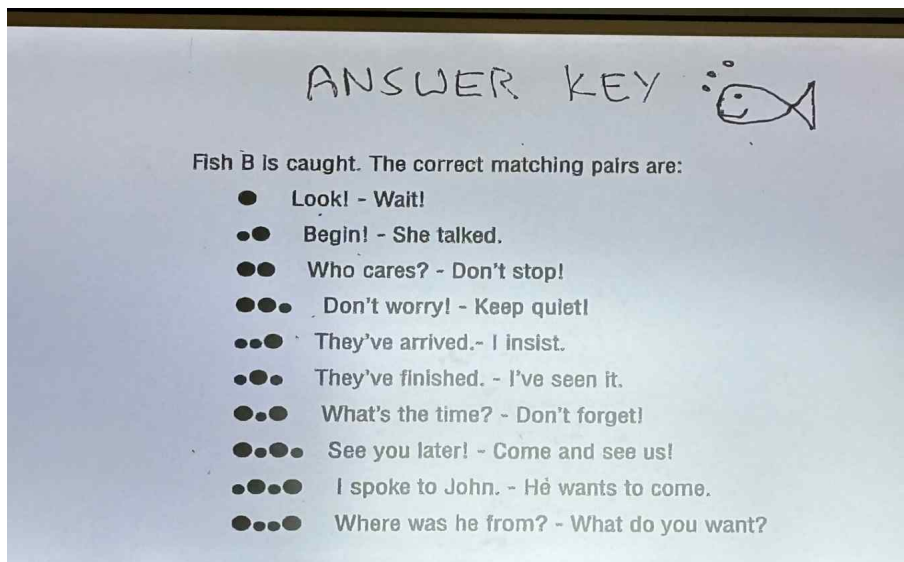 ANSWER KEY
Fish B is caught. The correct matching pairs are:
Look! - Wait!
Begin! - She talked.
Who cares? - Don't stop!
Don't worry! - Keep quiet!
They've arrived.- I insist.
They've finished. - I've seen it.
What's the time? - Don't forget!
See you later! - Come and see us!
I spoke to John. - He wants to come.
Where was he from? - What do you want?